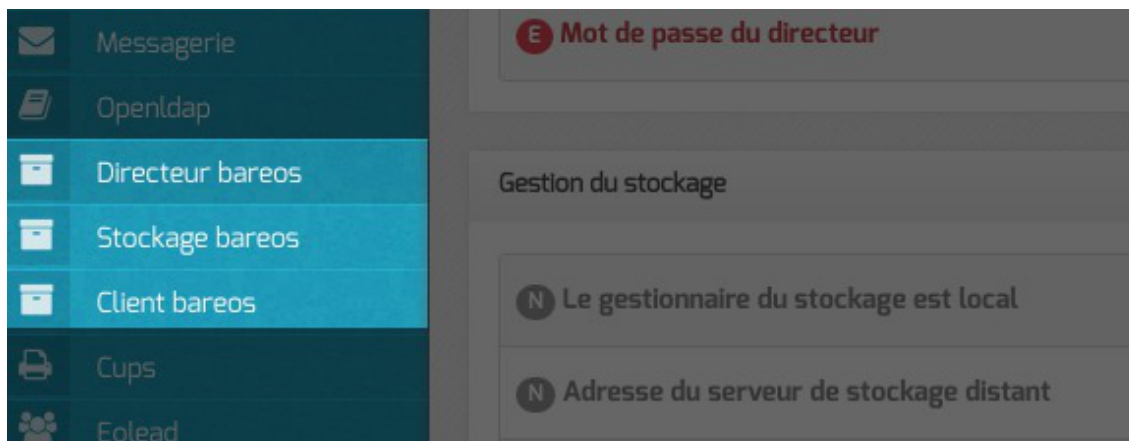 Messagerie
Openldap
Directeur bareos
Stockage bareos
Client bareos
Cups
Eolead
E Mot de passe du directeur
Gestion du stockage
N Le gestionnaire du stockage est local
N Adresse du serveur de stockage distant